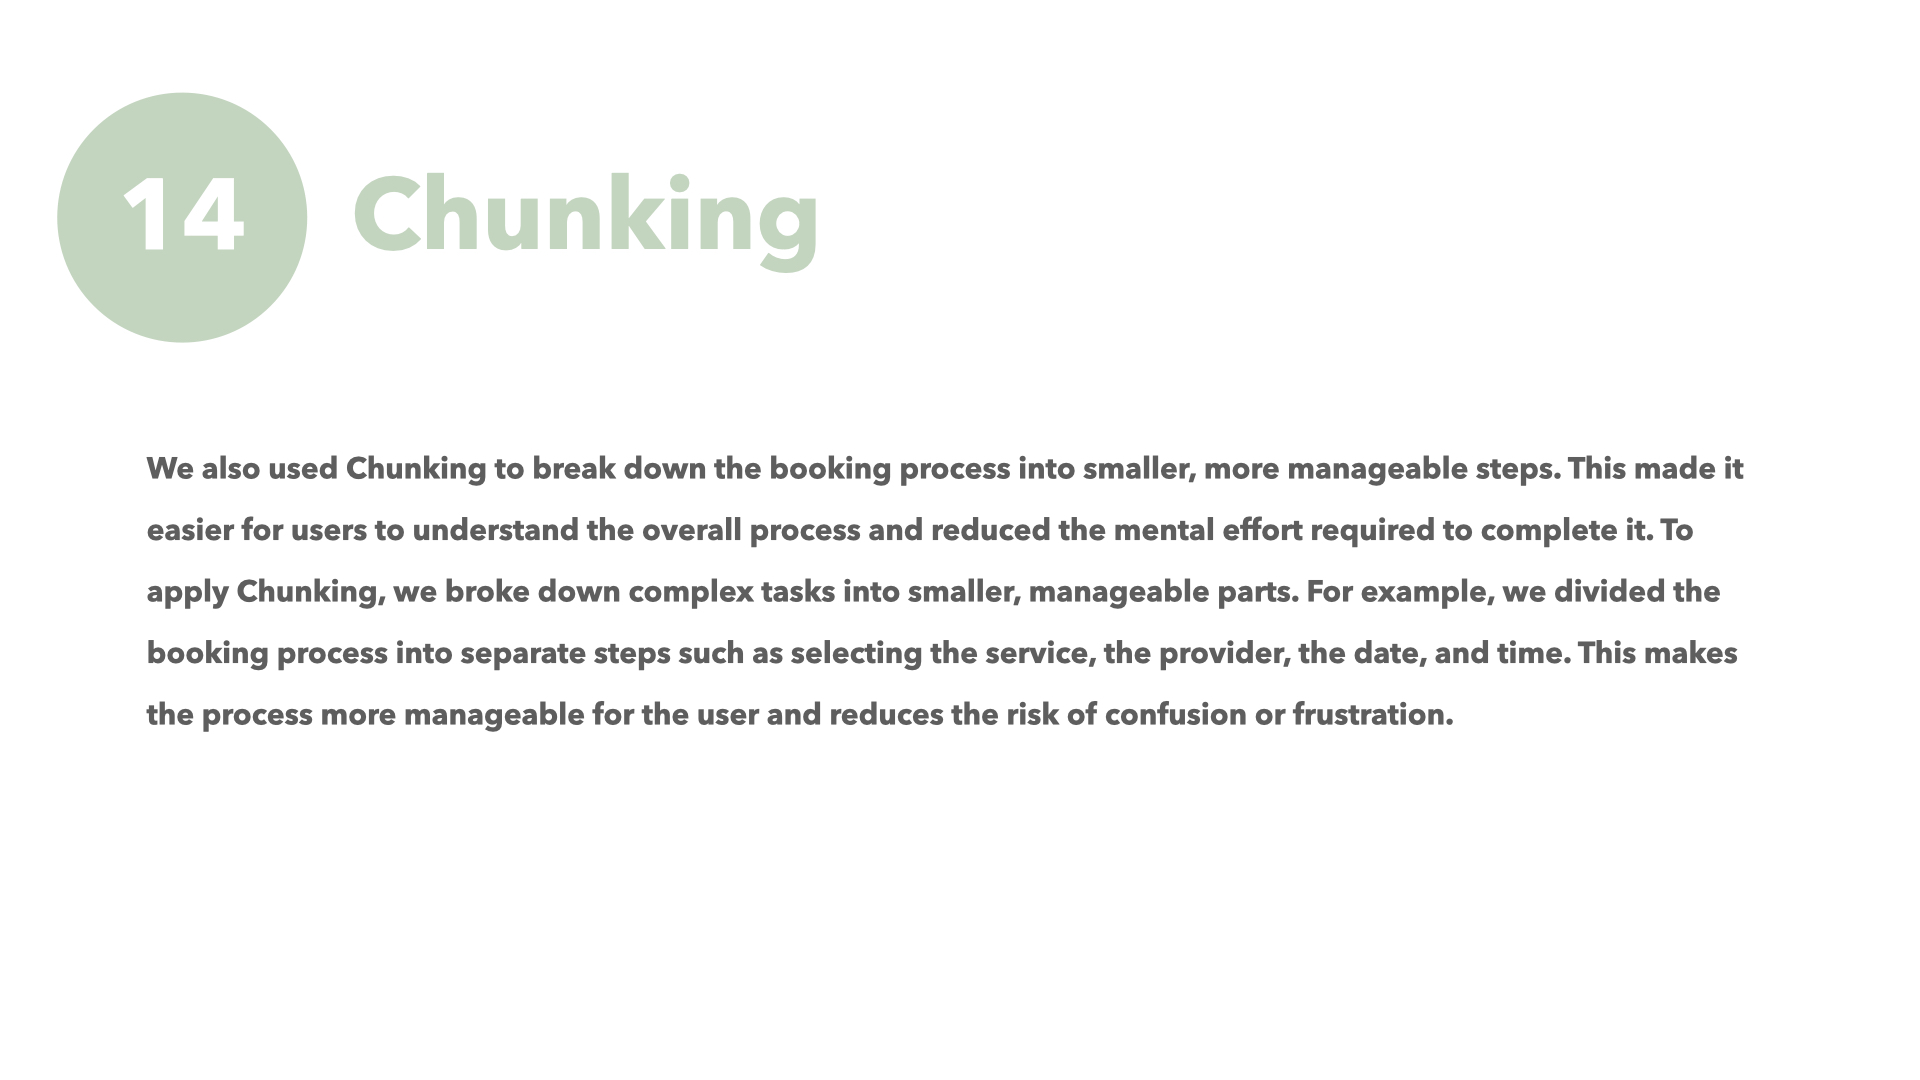 14 Chunking
We also used Chunking to break down the booking process into smaller, more manageable steps. This made it
easier for users to understand the overall process and reduced the mental effort required to complete it. To
apply Chunking, we broke down complex tasks into smaller, manageable parts. For example, we divided the
booking process into separate steps such as selecting the service, the provider, the date, and time. This makes
the process more manageable for the user and reduces the risk of confusion or frustration.